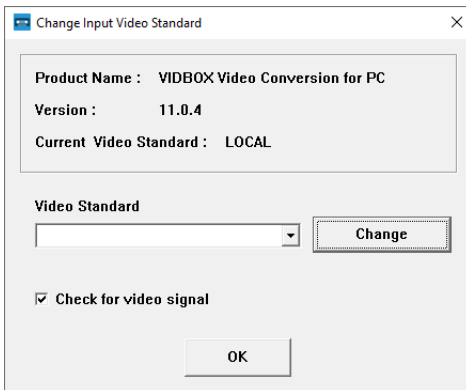 Change Input Video Standard
Product Name : VIDBOX Video Conversion for PC
Version : 11.0.4
Current Video Standard : LOCAL
Video Standard
Change
Check for video signal
OK